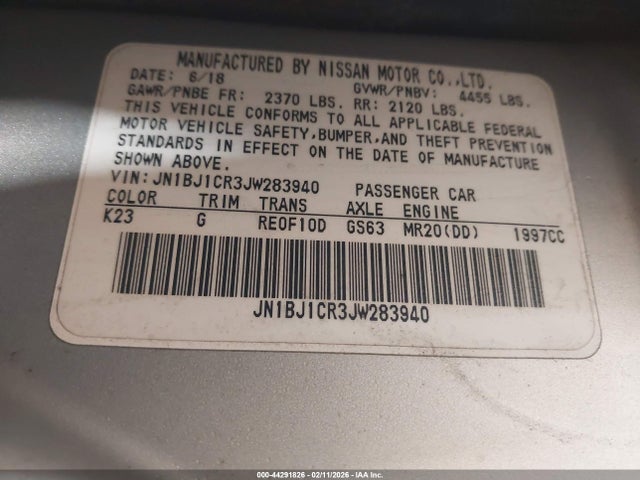 MANUFACTURED BY NISSAN MOTOR CO.,LTD.
DATE: 6/18 GVWR/PNBV: 4455 LBS.
GAWR/PNBE FR: 2370 LBS. RR: 2120 LBS.
THIS VEHICLE CONFORMS TO ALL APPLICABLE FEDERAL
MOTOR VEHICLE SAFETY,BUMPER,AND THEFT PREVENTION
STANDARDS IN EFFECT ON THE DATE OF MANUFACTURE
SHOWN ABOVE.
VIN:JN1BJ1CR3JW283940 PASSENGER CAR
COLOR TRIM TRANS AXLE ENGINE
K23 G RE0F10D GS63 MR20(DD) 1997CC
JN1BJ1CR3JW283940
000-44291826 - 02/11/2026 - IAA Inc.